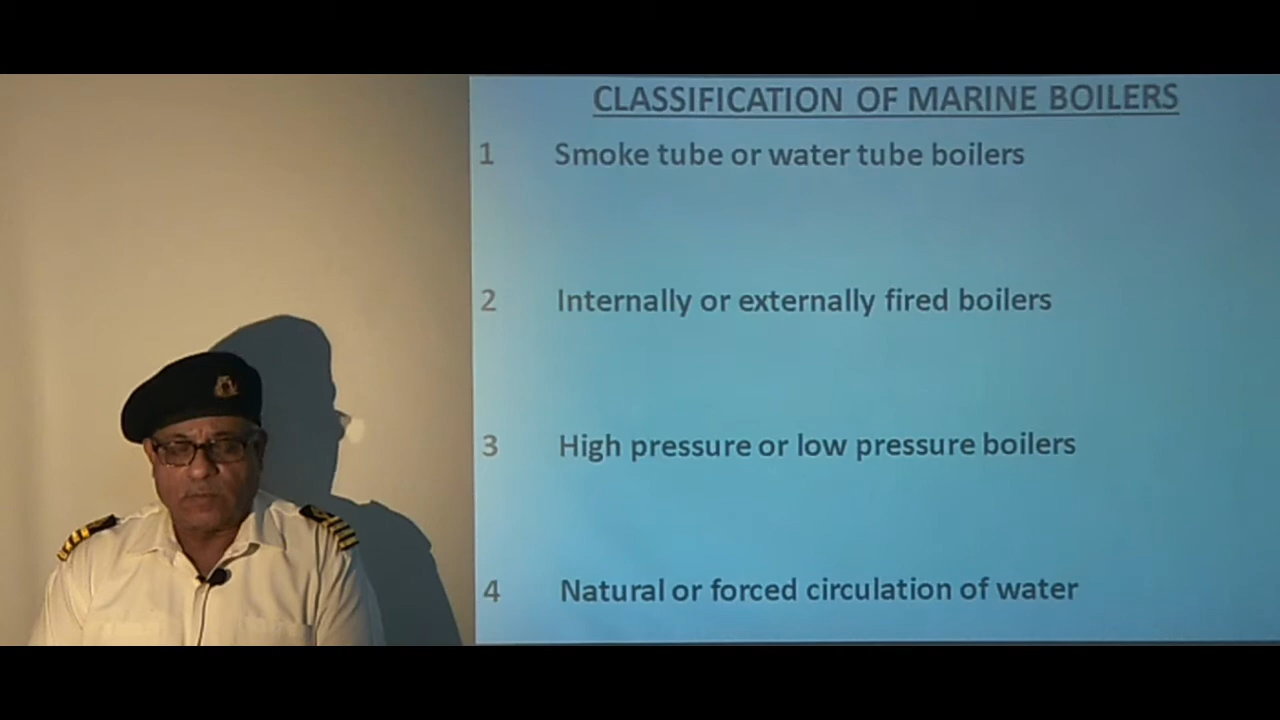 CLASSIFICATION OF MARINE BOILERS
1 Smoke tube or water tube boilers
2 Internally or externally fired boilers
3 High pressure or low pressure boilers
4 Natural or forced circulation of water